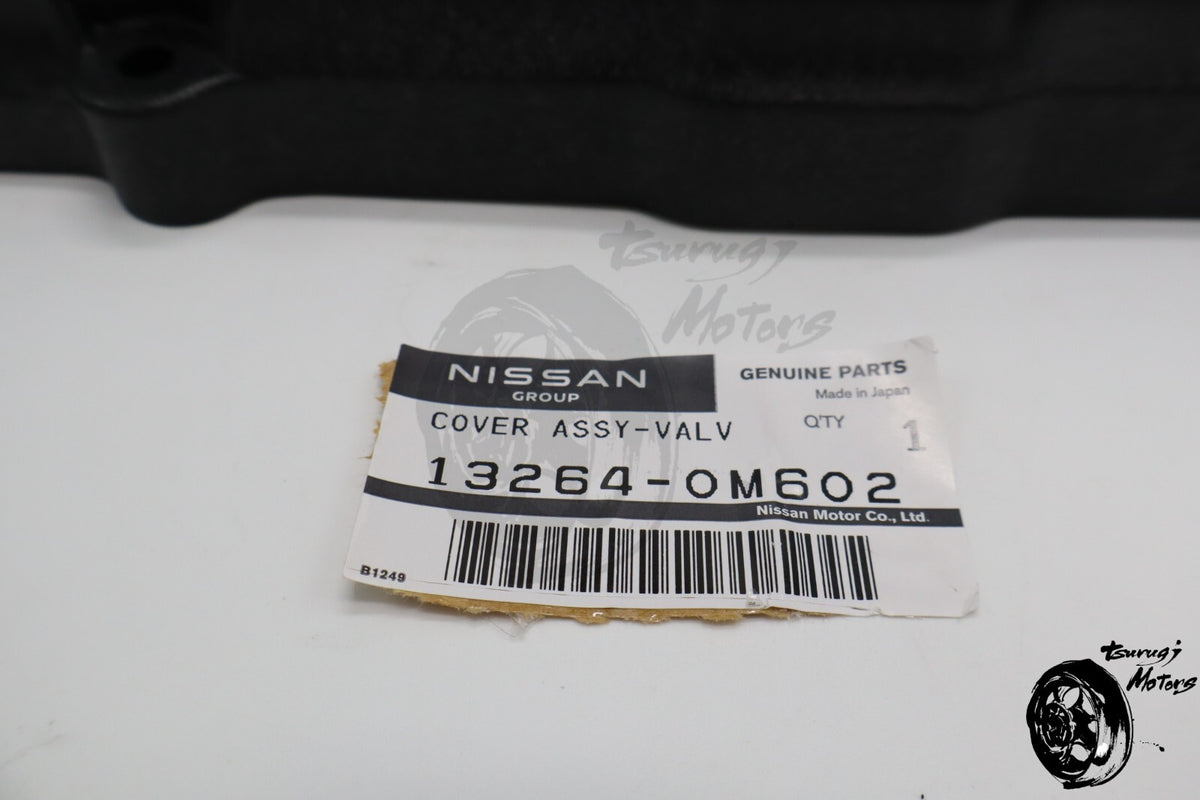 tsurugi
Motors
NISSAN
GROUP
GENUINE PARTS
Made in Japan
COVER ASSY-VALV
Q'TY
1
13264-0M602
Nissan Motor Co., Ltd.
B1249
tsurugi
Motors